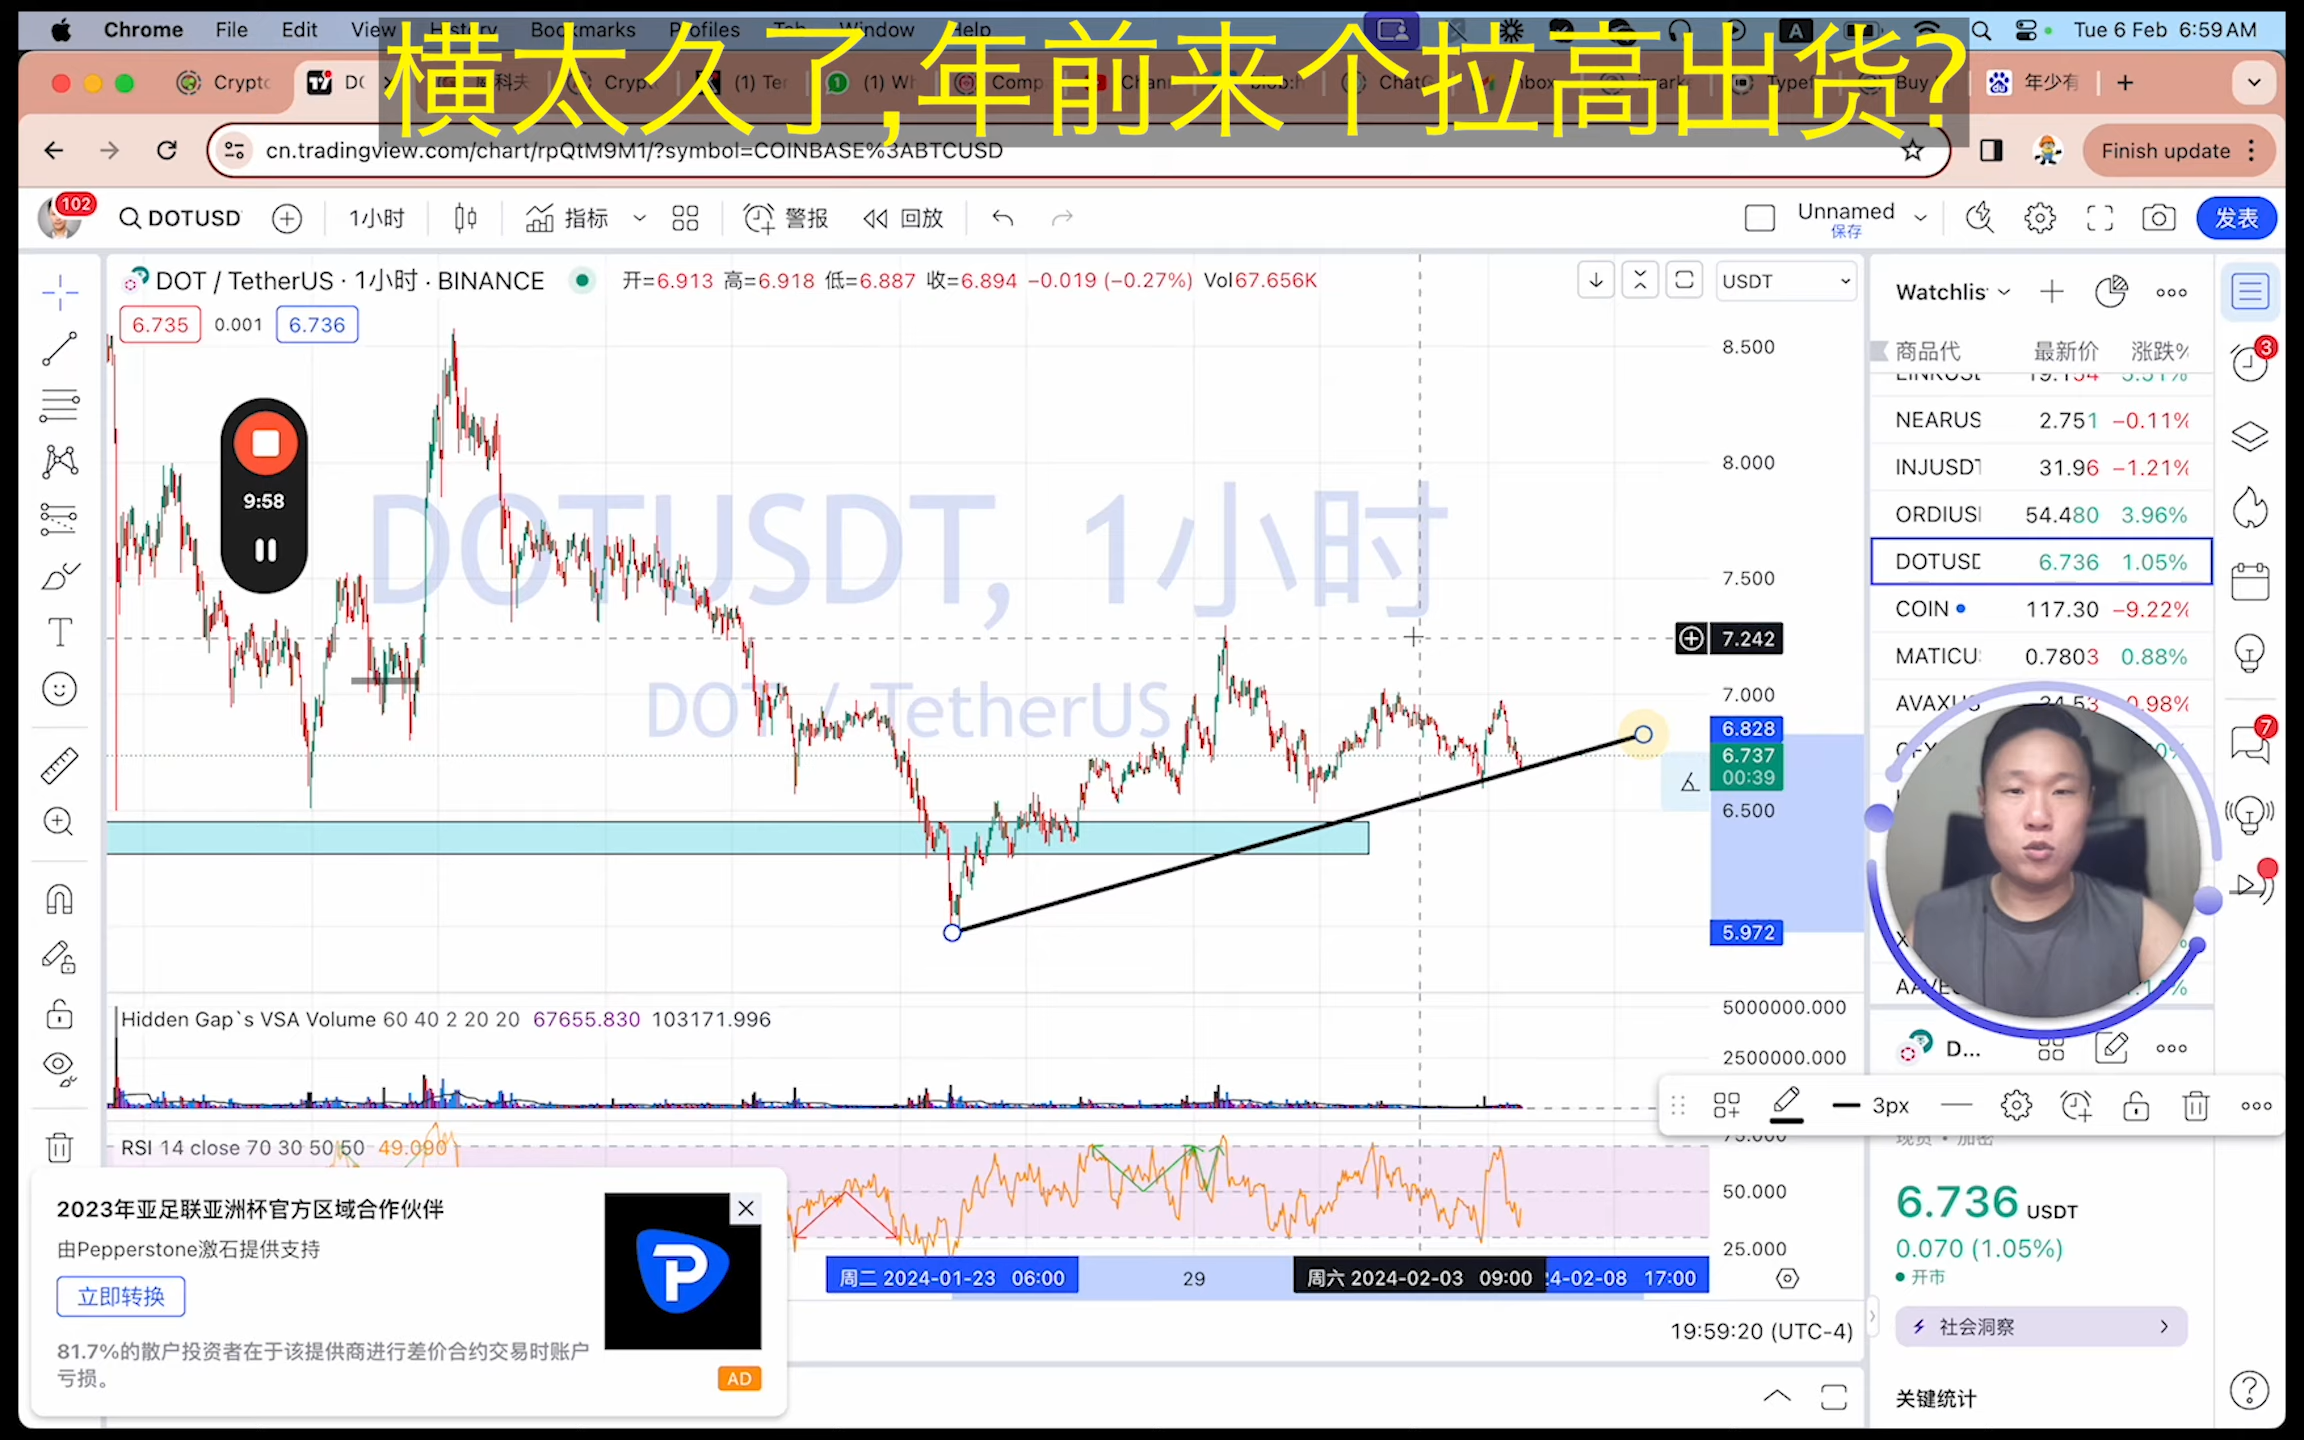 Chrome File Edit View History Bookmarks Profiles Tab Window Help Tue 6 Feb 6:59 AM
横太久了,年前来个拉高出货?
年少有
cn.tradingview.com/chart/rpQtM9M1/?symbol=COINBASE%3ABTCUSD
Finish update
102
DOTUSD
1小时
指标
警报
回放
Unnamed
保存
发表
DOT / TetherUS · 1小时 · BINANCE
开=6.913 高=6.918 低=6.887 收=6.894 −0.019 (−0.27%) Vol67.656K
USDT
6.735 0.001 6.736
9:58
DOTUSDT, 1小时
DOT / TetherUS
8.500
8.000
7.500
7.242
7.000
6.828
6.737
00:39
6.500
5.972
Hidden Gap`s VSA Volume 60 40 2 20 20 67655.830 103171.996
5000000.000
2500000.000
RSI 14 close 70 30 50 50 49.090
50.000
25.000
周二 2024-01-23 06:00
29
周六 2024-02-03 09:00
4-02-08 17:00
19:59:20 (UTC-4)
2023年亚足联亚洲杯官方区域合作伙伴
由Pepperstone激石提供支持
立即转换
81.7%的散户投资者在于该提供商进行差价合约交易时账户
亏损。
AD
Watchlis
商品代 最新价 涨跌%
NEARUS 2.751 −0.11%
INJUSDT 31.96 −1.21%
ORDIUSI 54.480 3.96%
DOTUSD 6.736 1.05%
COIN 117.30 −9.22%
MATICU 0.7803 0.88%
AVAXUS
3
7
D...
3px
6.736 USDT
0.070 (1.05%)
开市
社会洞察
关键统计